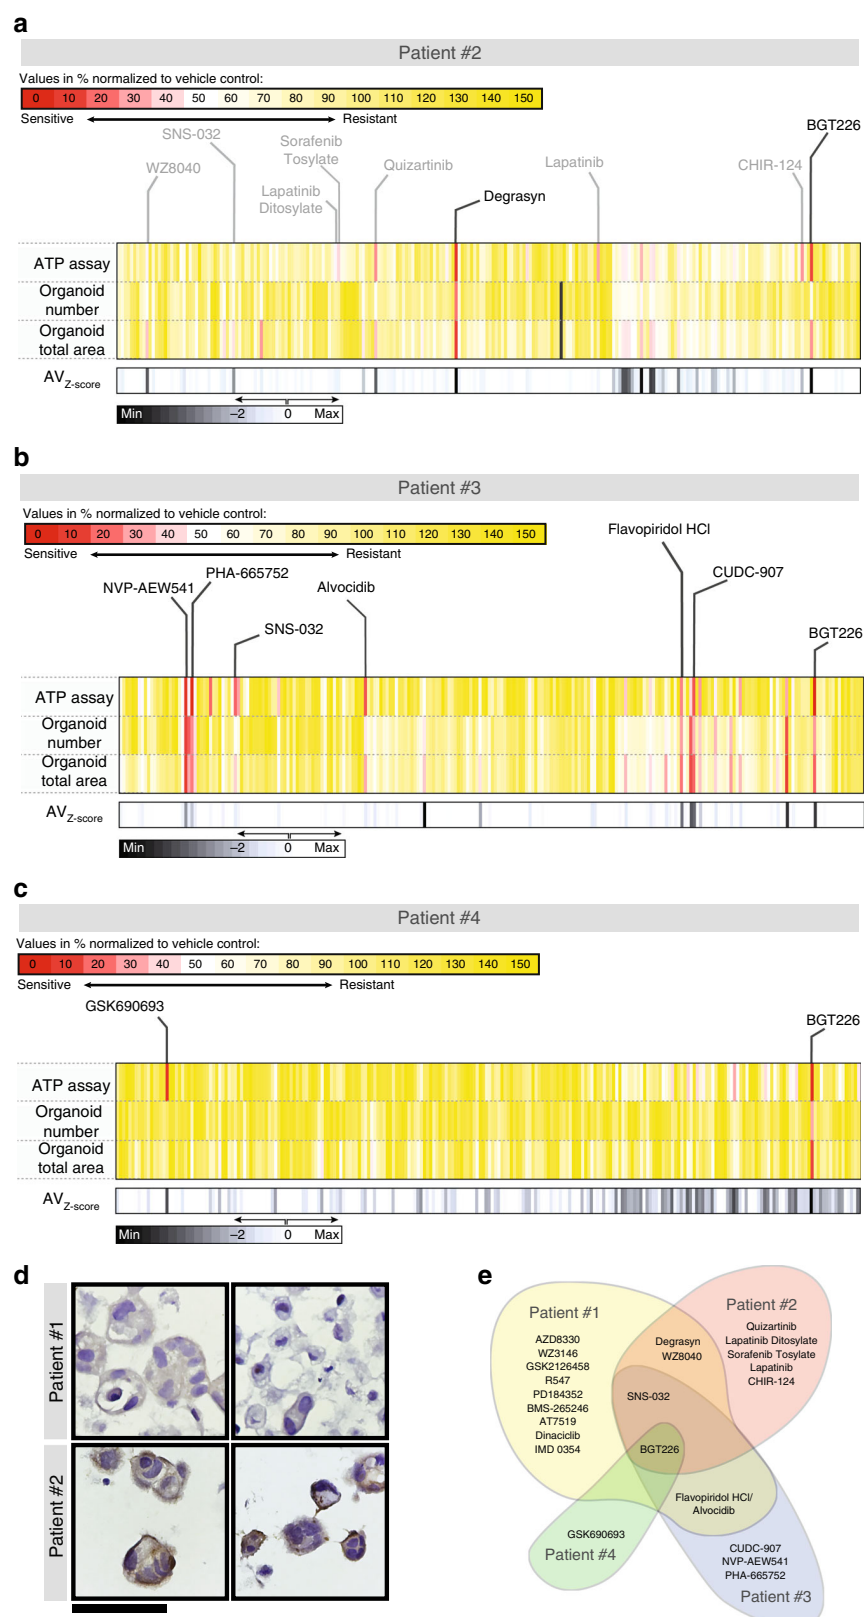 a
Patient #2
Values in % normalized to vehicle control:
0 10 20 30 40 50 60 70 80 90 100 110 120 130 140 150
Sensitive Resistant
SNS-032
WZ8040
Sorafenib
Tosylate
Lapatinib
Ditosylate
Quizartinib
Degrasyn
Lapatinib
CHIR-124
BGT226
ATP assay
Organoid
number
Organoid
total area
AVZ-score
Min −2 0 Max
b
Patient #3
Values in % normalized to vehicle control:
0 10 20 30 40 50 60 70 80 90 100 110 120 130 140 150
Sensitive Resistant
NVP-AEW541
PHA-665752
SNS-032
Alvocidib
Flavopiridol HCl
CUDC-907
BGT226
ATP assay
Organoid
number
Organoid
total area
AVZ-score
Min −2 0 Max
c
Patient #4
Values in % normalized to vehicle control:
0 10 20 30 40 50 60 70 80 90 100 110 120 130 140 150
Sensitive Resistant
GSK690693
BGT226
ATP assay
Organoid
number
Organoid
total area
AVZ-score
Min −2 0 Max
d
Patient #1
Patient #2
e
Patient #1
AZD8330
WZ3146
GSK2126458
R547
PD184352
BMS-265246
AT7519
Dinaciclib
IMD 0354
Patient #2
Quizartinib
Lapatinib Ditosylate
Sorafenib Tosylate
Lapatinib
CHIR-124
Degrasyn
WZ8040
SNS-032
BGT226
Flavopiridol HCl/
Alvocidib
GSK690693
Patient #4
CUDC-907
NVP-AEW541
PHA-665752
Patient #3